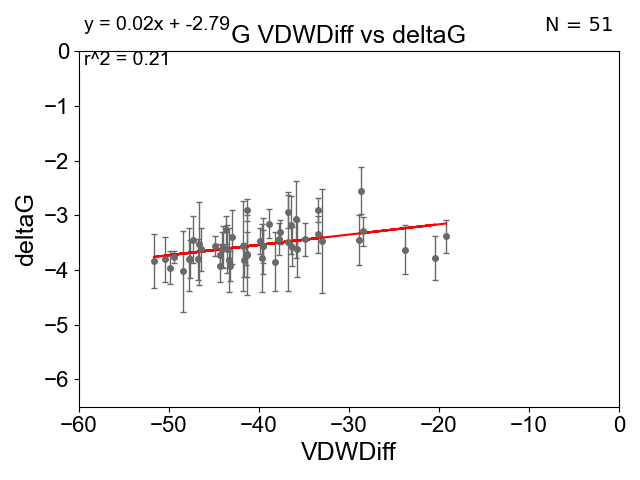 y = 0.02x + -2.79
N = 51
G VDWDiff vs deltaG
r^2 = 0.21
deltaG
0
−1
−2
−3
−4
−5
−6
−60
−50
−40
−30
−20
−10
0
VDWDiff